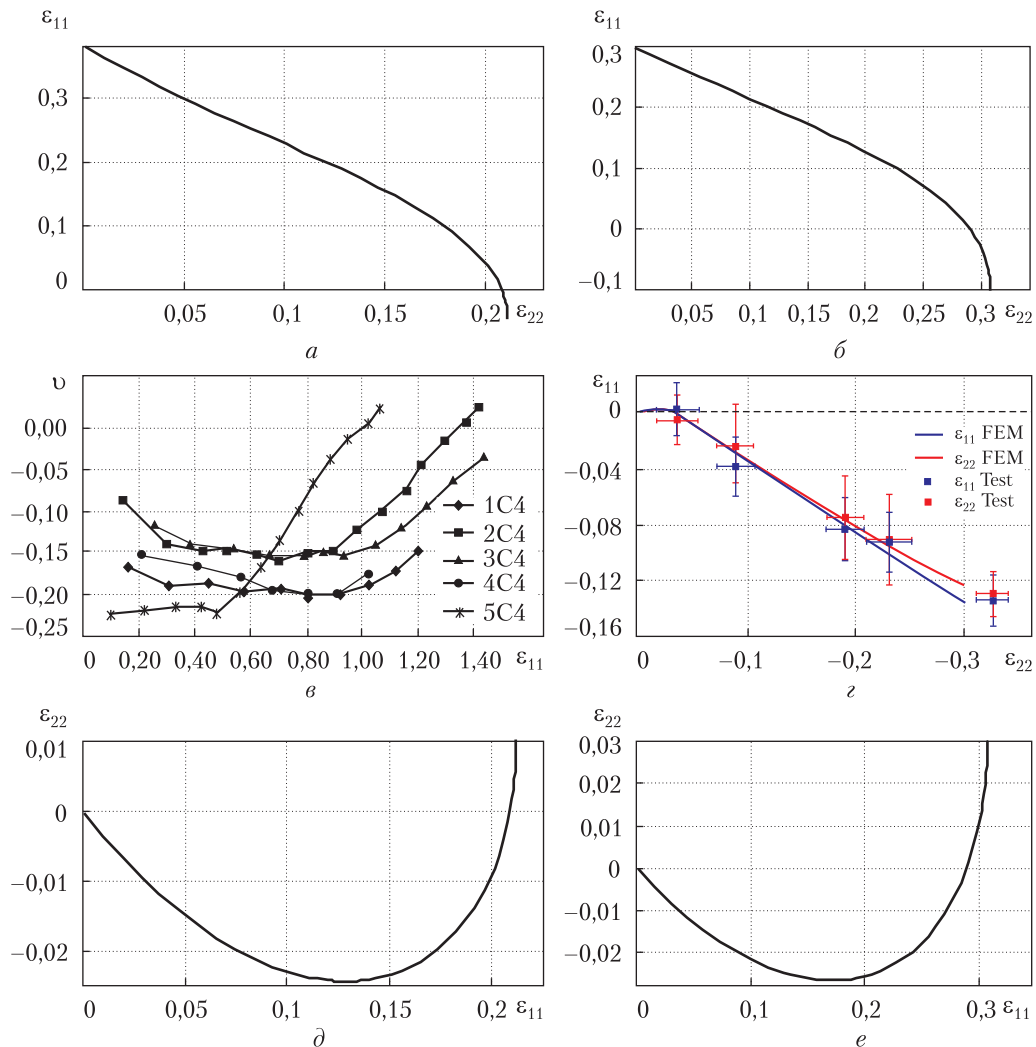 ε11
ε11
0,3
0,2
0,1
0
0,05
0,1
0,15
0,2
ε22
а
0,3
0,2
0,1
0
−0,1
0,05
0,1
0,15
0,2
0,25
0,3
ε22
б
υ
0,00
−0,05
−0,10
−0,15
−0,20
−0,25
1C4
2C4
3C4
4C4
5C4
0
0,20
0,40
0,60
0,80
1,00
1,20
1,40
ε11
в
ε11
0
−0,04
−0,08
−0,12
−0,16
ε11 FEM
ε22 FEM
ε11 Test
ε22 Test
0
−0,1
−0,2
−0,3
ε22
г
ε22
0,01
0
−0,01
−0,02
0
0,05
0,1
0,15
0,2
ε11
д
ε22
0,03
0,02
0,01
0
−0,01
−0,02
0
0,1
0,2
0,3
ε11
е